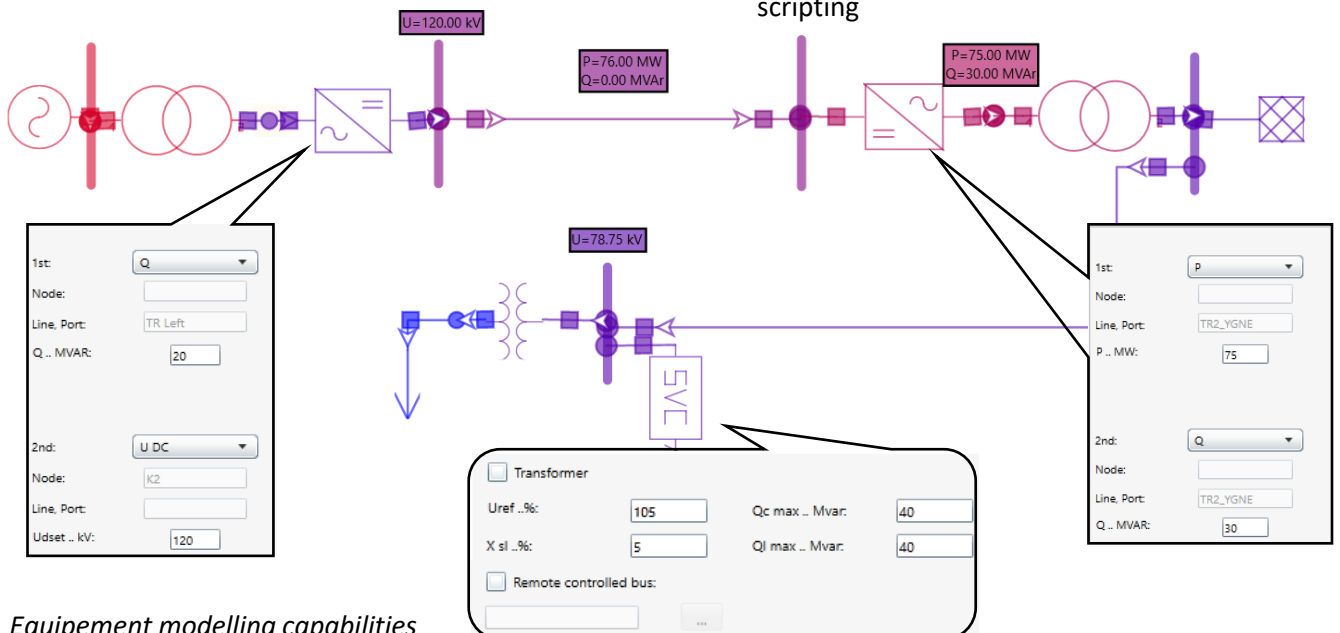 scripting
U=120.00 kV
P=76.00 MW
Q=0.00 MVAr
P=75.00 MW
Q=30.00 MVAr
U=78.75 kV
1st:
Q
Node:
Line, Port:
TR Left
Q .. MVAR:
20
2nd:
U DC
Node:
K2
Line, Port:
Udset .. kV:
120
SVC
Transformer
Uref ..%:
105
Qc max .. Mvar:
40
X sl ..%:
5
Ql max .. Mvar:
40
Remote controlled bus:
...
1st:
P
Node:
Line, Port:
TR2_YGNE
P .. MW:
75
2nd:
Q
Node:
Line, Port:
TR2_YGNE
Q .. MVAR:
30
Equipement modelling capabilities